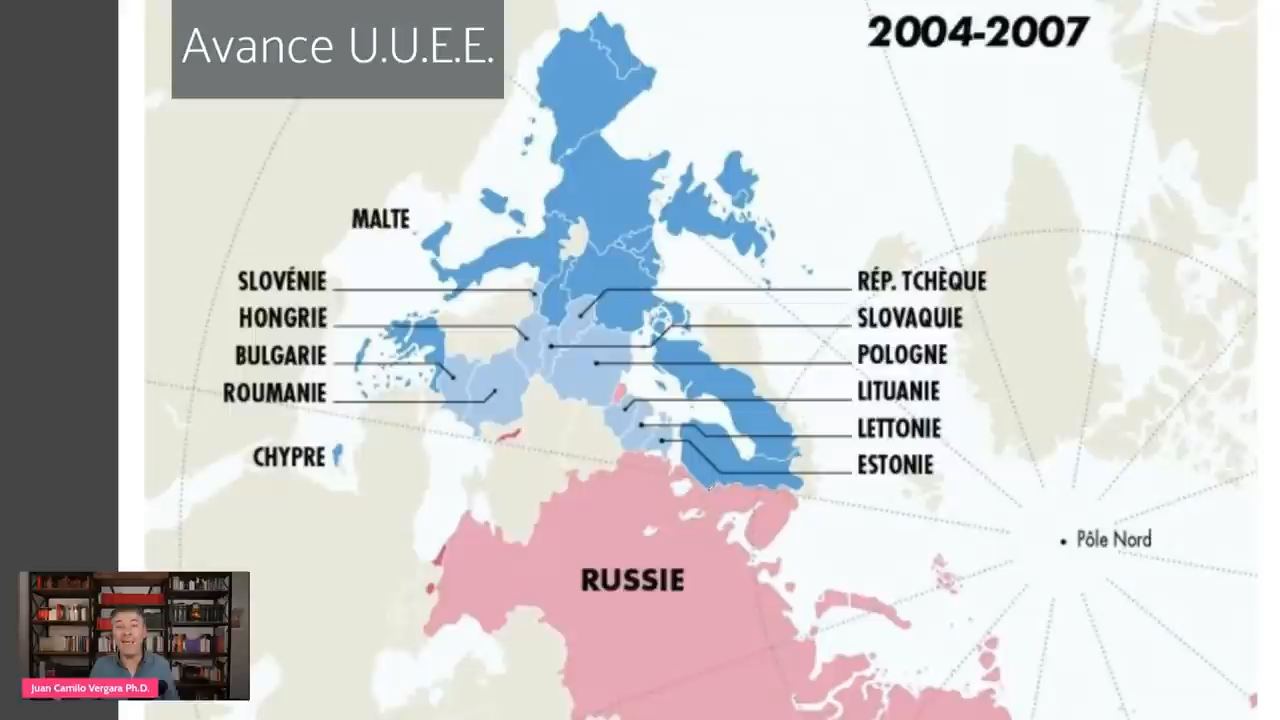 Avance U.U.E.E.
2004-2007
MALTE
SLOVÉNIE
HONGRIE
BULGARIE
ROUMANIE
CHYPRE
RÉP. TCHÈQUE
SLOVAQUIE
POLOGNE
LITUANIE
LETTONIE
ESTONIE
Pôle Nord
RUSSIE
Juan Camilo Vergara Ph.D.